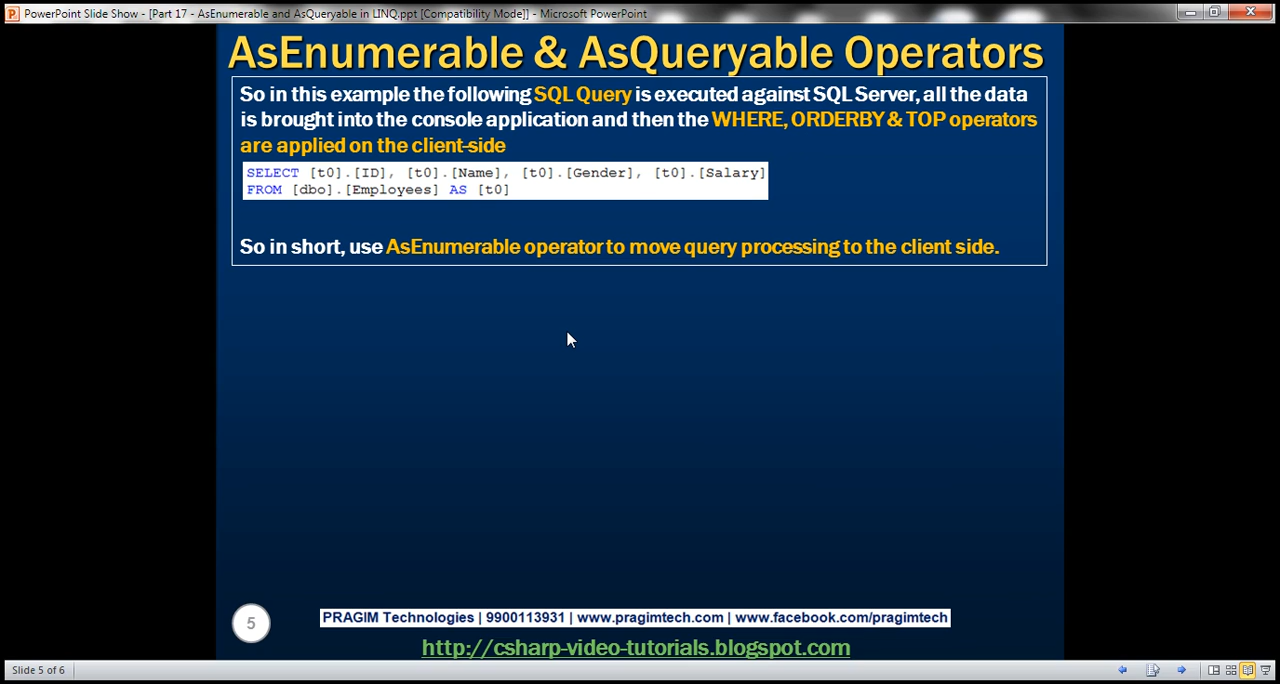 PowerPoint Slide Show - [Part 17 - AsEnumerable and AsQueryable in LINQ.ppt [Compatibility Mode]] - Microsoft PowerPoint
AsEnumerable & AsQueryable Operators
So in this example the following SQL Query is executed against SQL Server, all the data
is brought into the console application and then the WHERE, ORDERBY & TOP operators
are applied on the client-side
SELECT [t0].[ID], [t0].[Name], [t0].[Gender], [t0].[Salary]
FROM [dbo].[Employees] AS [t0]
So in short, use AsEnumerable operator to move query processing to the client side.
5
PRAGIM Technologies | 9900113931 | www.pragimtech.com | www.facebook.com/pragimtech
http://csharp-video-tutorials.blogspot.com
Slide 5 of 6